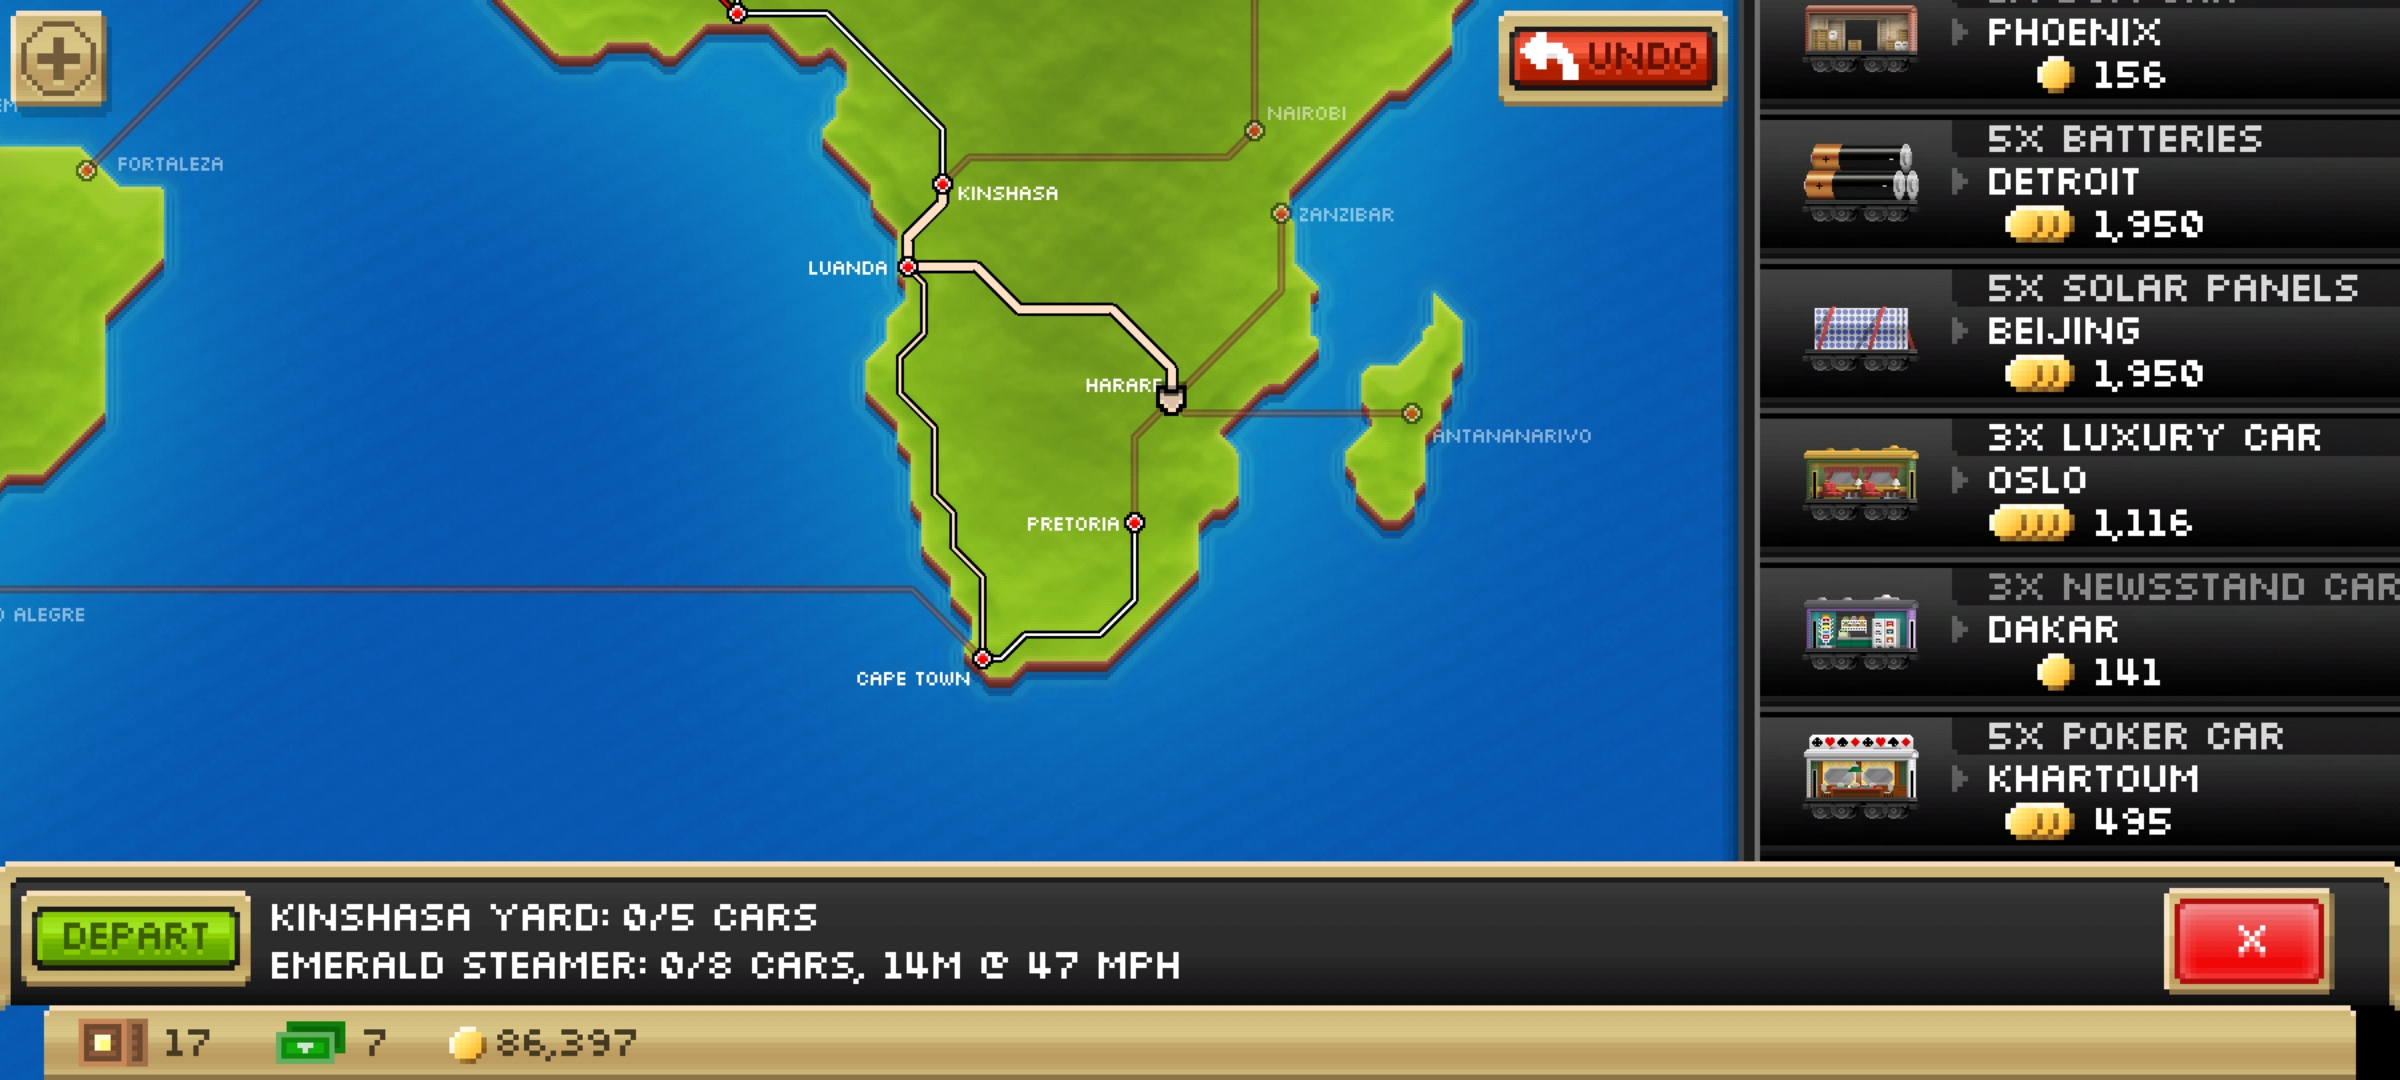 UNDO
NAIROBI
FORTALEZA
KINSHASA
ZANZIBAR
LUANDA
HARARE
ANTANANARIVO
PRETORIA
ALEGRE
CAPE TOWN
PHOENIX
156
5X BATTERIES
DETROIT
1,950
5X SOLAR PANELS
BEIJING
1,950
3X LUXURY CAR
OSLO
1,116
3X NEWSSTAND CAR
DAKAR
141
5X POKER CAR
KHARTOUM
495
DEPART
KINSHASA YARD: 0/5 CARS
EMERALD STEAMER: 0/8 CARS, 14M @ 47 MPH
X
17
7
86,397